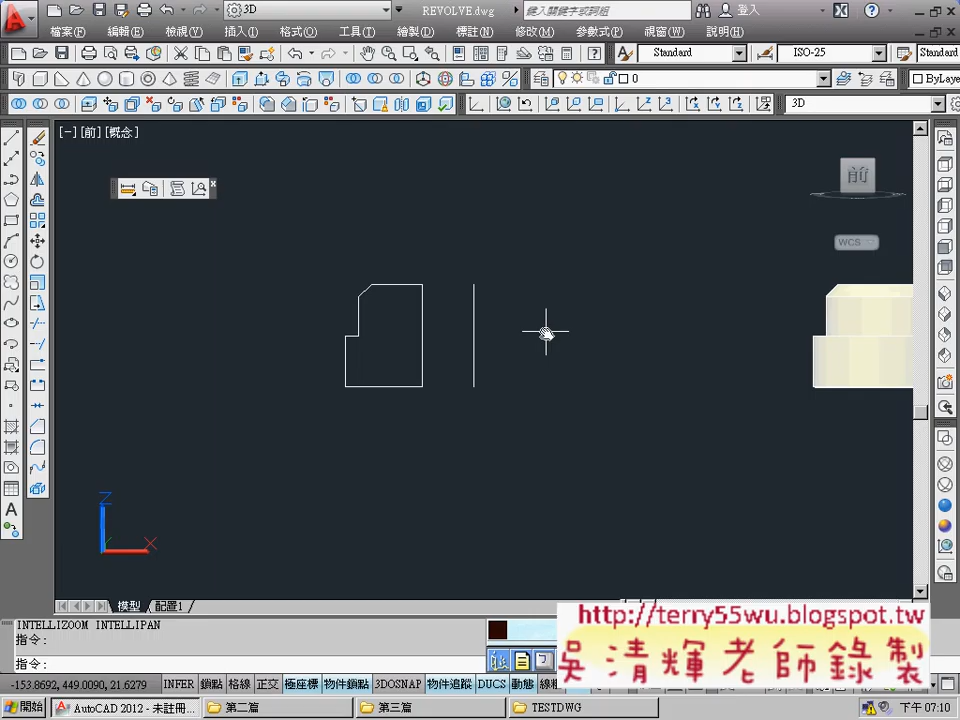 3D
REVOLVE.dwg
鍵入關鍵字或詞組
登入
檔案(F) 編輯(E) 檢視(V) 插入(I) 格式(O) 工具(T) 繪製(D) 標註(N) 修改(M) 參數式(P) 視窗(W) 說明(H)
Standard ISO-25 Standard
0 ByLaye
3D
[-][前][概念]
前
WCS
Z
X
模型 配置1
INTELLIZOOM INTELLIPAN
指令:
指令:
http://terry55wu.blogspot.tw
吳清輝老師錄製
-153.8692, 449.0090, 21.6279 INFER 鎖點 格線 正交 極座標 物件鎖點 3DOSNAP 物件追蹤 DUCS 動態 線粗
開始 AutoCAD 2012 - 未註冊... 第二篇 第三篇 TESTDWG 下午 07:10